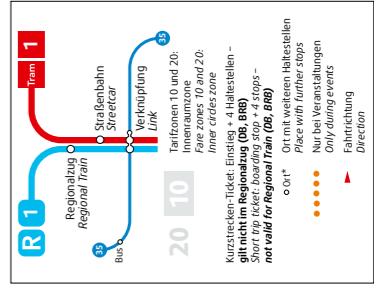 R 1
Tram 1
Regionalzug
Regional Train
Straßenbahn
Streetcar
Bus
35
35
Verknüpfung
Link
20 10
Tarifzonen 10 und 20:
Innenraumzone
Fare zones 10 and 20:
Inner circles zone
Kurzstrecken-Ticket: Einstieg + 4 Haltestellen –
gilt nicht im Regionalzug (DB, BRB)
Short trip ticket: boarding stop + 4 stops –
not valid for Regional Train (DB, BRB)
Ort* Ort mit weiteren Haltestellen
Place with further stops
Nur bei Veranstaltungen
Only during events
Fahrtrichtung
Direction